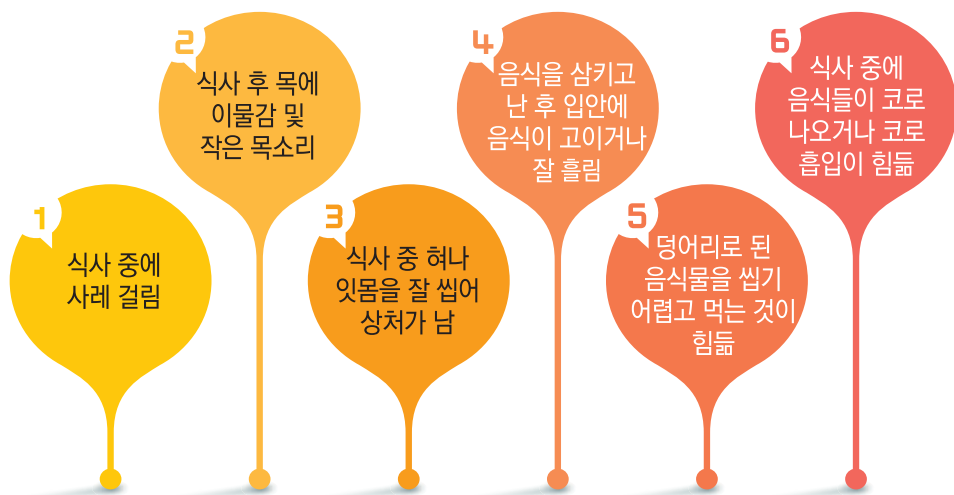 1
식사 중에
사레 걸림
2
식사 후 목에
이물감 및
작은 목소리
3
식사 중 혀나
잇몸을 잘 씹어
상처가 남
4
음식을 삼키고
난 후 입안에
음식이 고이거나
잘 흘림
5
덩어리로 된
음식물을 씹기
어렵고 먹는 것이
힘듦
6
식사 중에
음식들이 코로
나오거나 코로
흡입이 힘듦